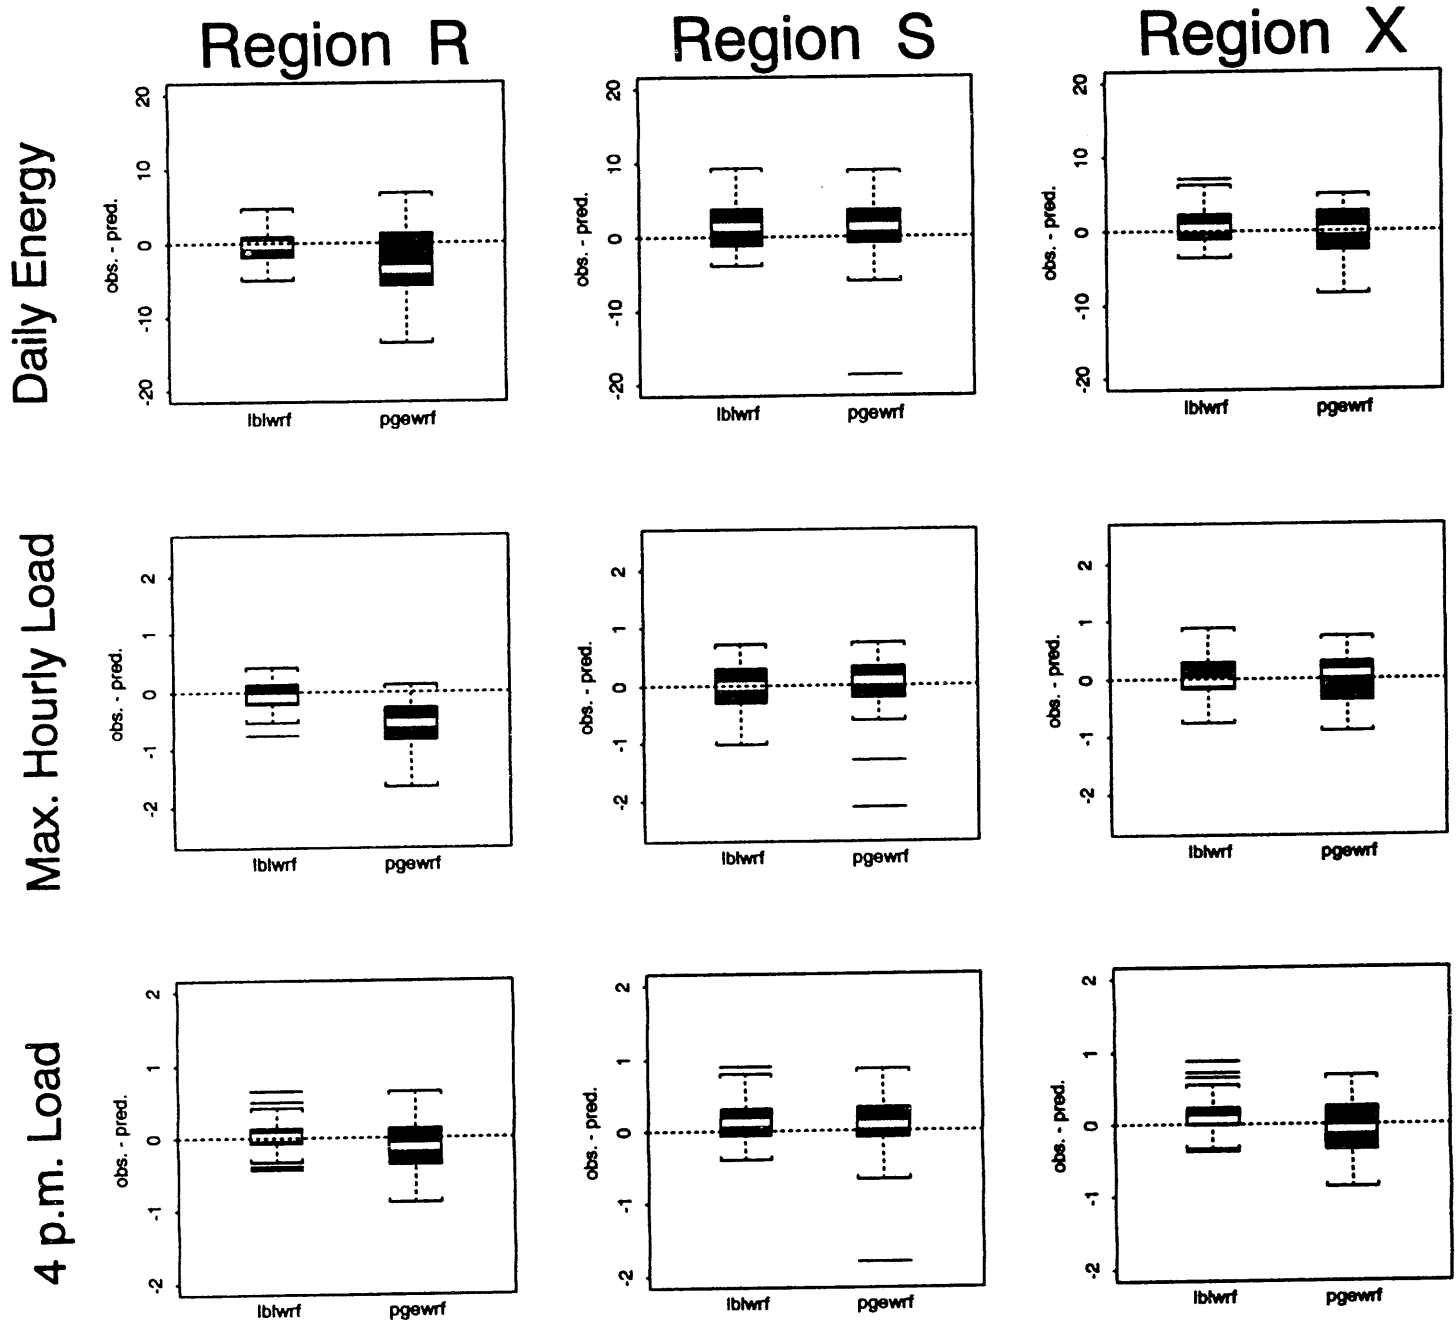 Region R Region S Region X
Daily Energy
obs. - pred.
20
10
0
-10
-20
lblwrf pgewrf
obs. - pred.
20
10
0
-10
-20
lblwrf pgewrf
obs. - pred.
20
10
0
-10
-20
lblwrf pgewrf
Max. Hourly Load
obs. - pred.
2
1
0
-1
-2
lblwrf pgewrf
obs. - pred.
2
1
0
-1
-2
lblwrf pgewrf
obs. - pred.
2
1
0
-1
-2
lblwrf pgewrf
4 p.m. Load
obs. - pred.
2
1
0
-1
-2
lblwrf pgewrf
obs. - pred.
2
1
0
-1
-2
lblwrf pgewrf
obs. - pred.
2
1
0
-1
-2
lblwrf pgewrf